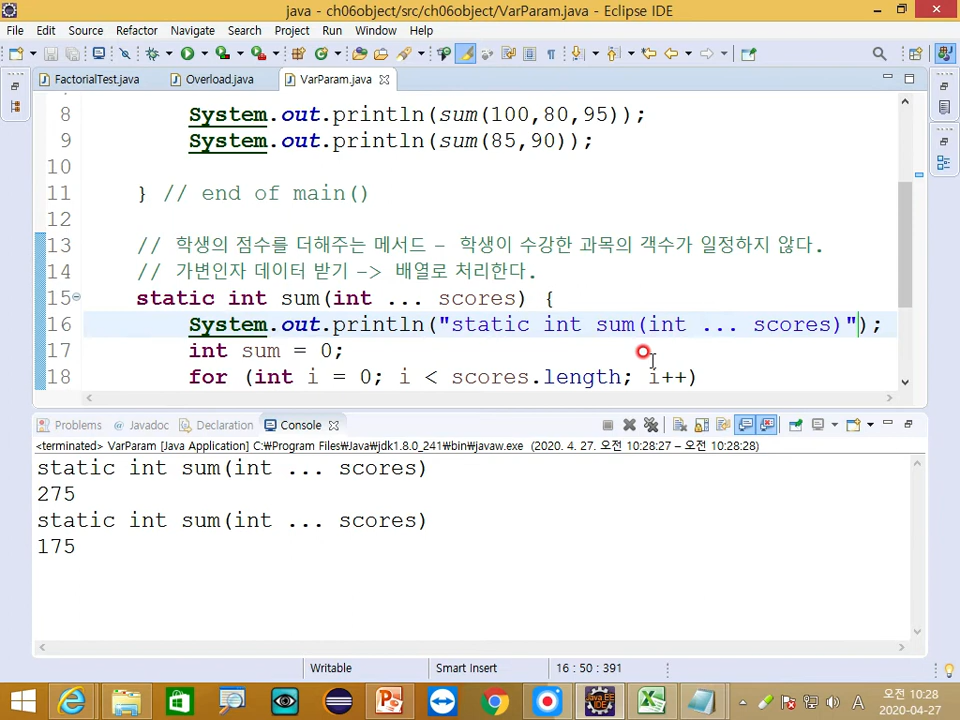 java - ch06object/src/ch06object/VarParam.java - Eclipse IDE
File Edit Source Refactor Navigate Search Project Run Window Help
FactorialTest.java Overload.java VarParam.java
8 System.out.println(sum(100,80,95));
9 System.out.println(sum(85,90));
10
11 } // end of main()
12
13 // 학생의 점수를 더해주는 메서드 - 학생이 수강한 과목의 객수가 일정하지 않다.
14 // 가변인자 데이터 받기 -> 배열로 처리한다.
15 static int sum(int ... scores) {
16 System.out.println("static int sum(int ... scores)");
17 int sum = 0;
18 for (int i = 0; i < scores.length; i++)
Problems Javadoc Declaration Console
<terminated> VarParam [Java Application] C:₩Program Files₩Java₩jdk1.8.0_241₩bin₩javaw.exe (2020. 4. 27. 오전 10:28:27 – 오전 10:28:28)
static int sum(int ... scores)
275
static int sum(int ... scores)
175
Writable Smart Insert 16 : 50 : 391
A 오전 10:28
2020-04-27